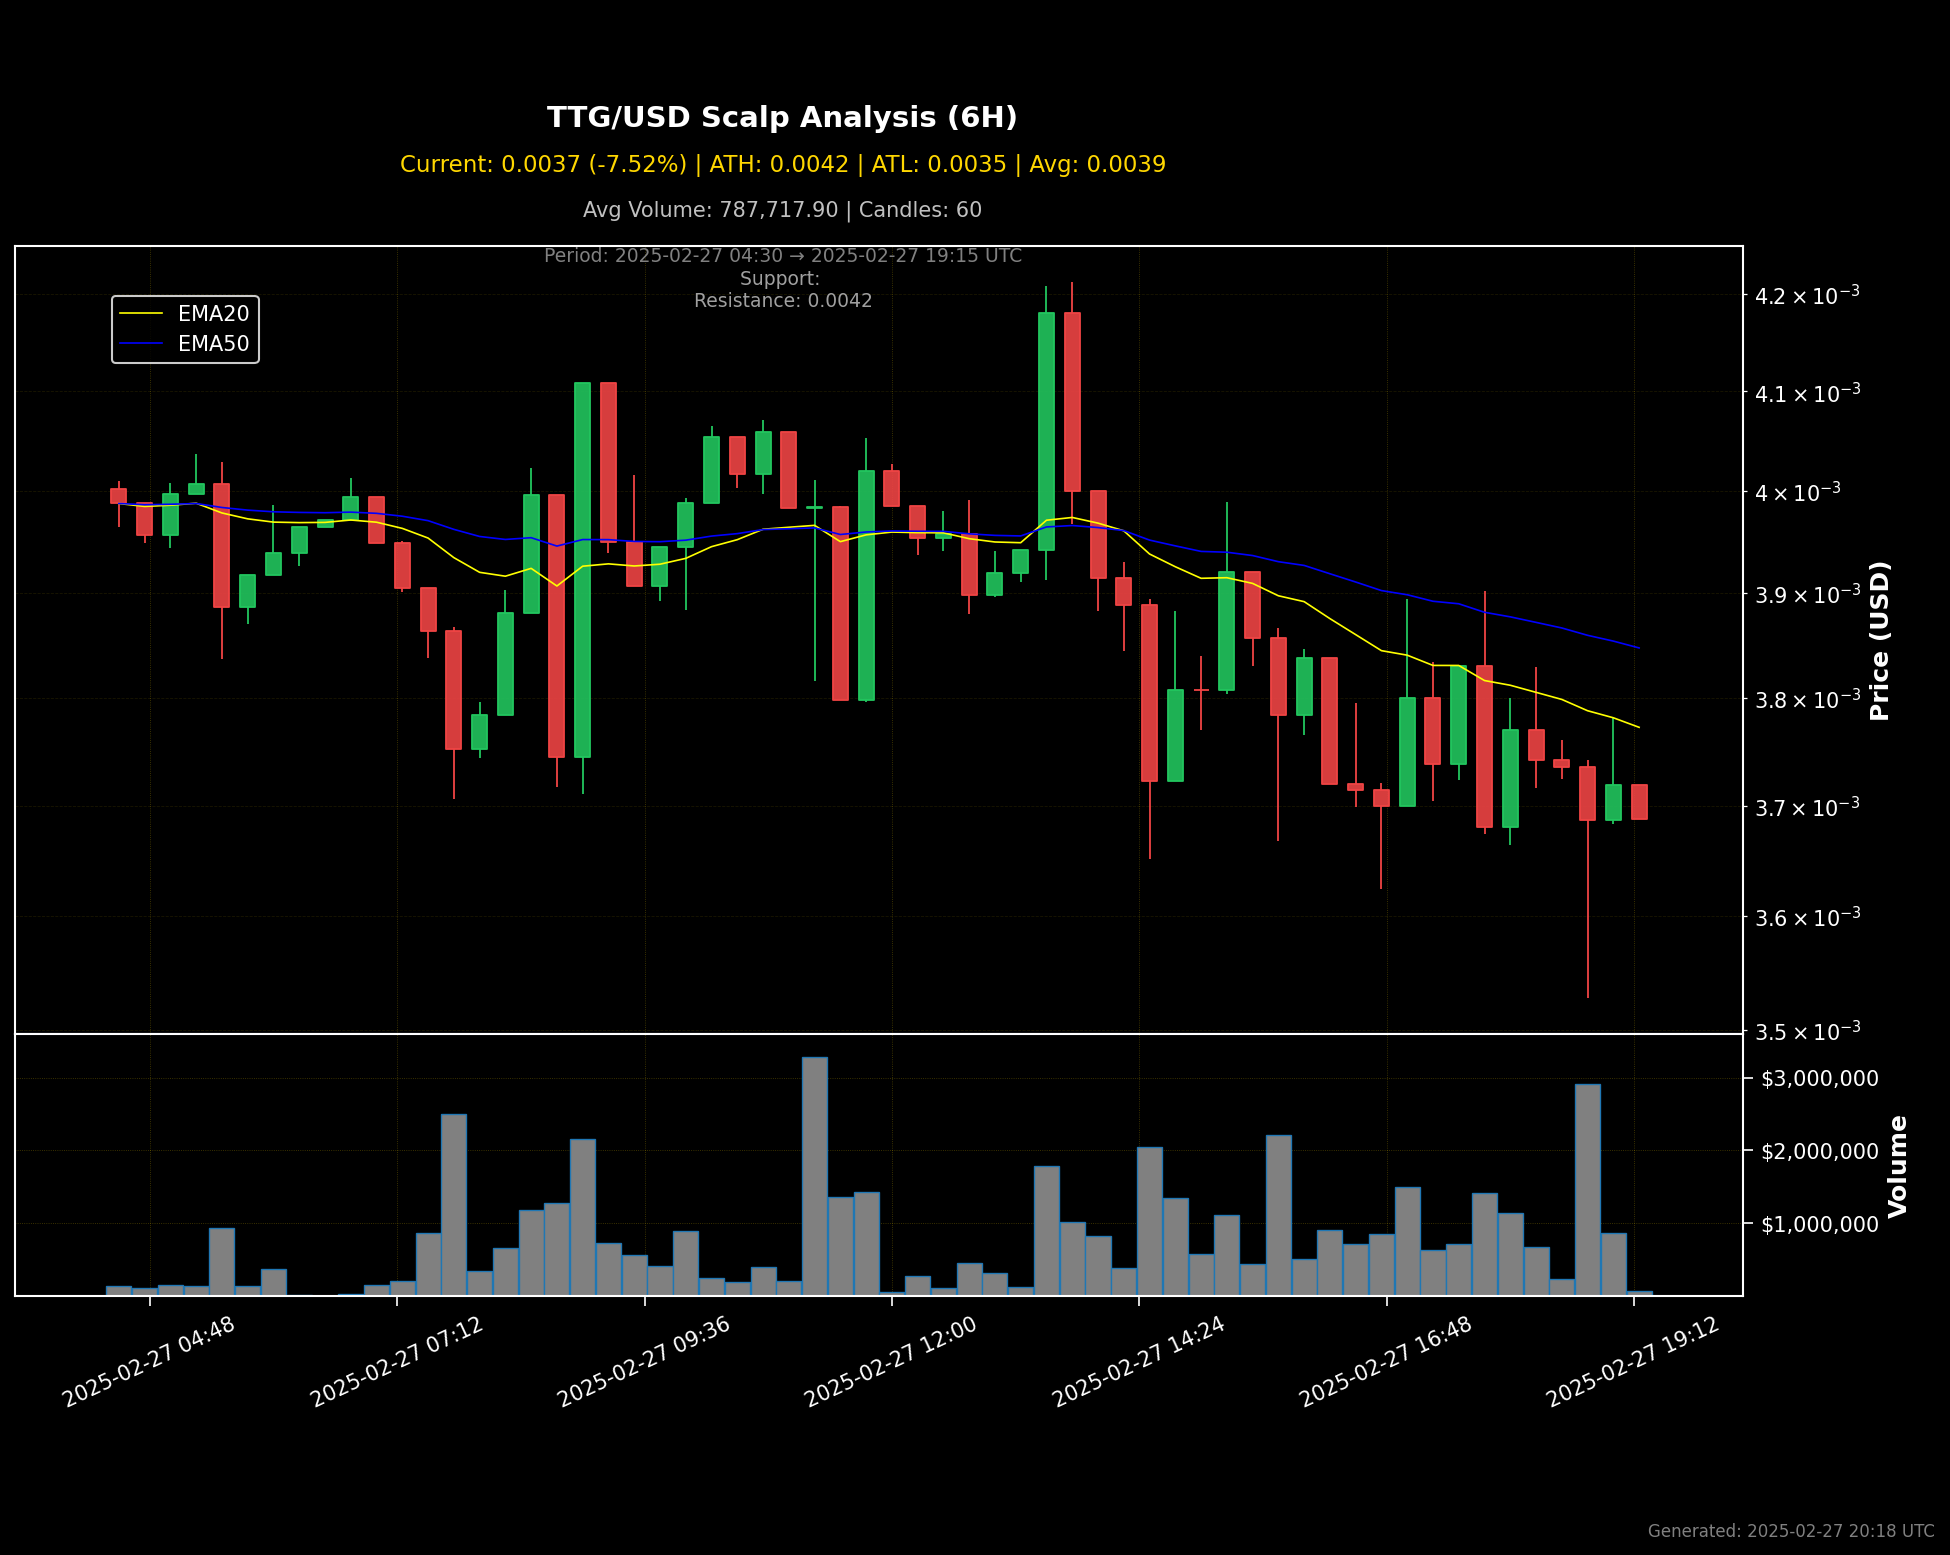 TTG/USD Scalp Analysis (6H)
Current: 0.0037 (-7.52%) | ATH: 0.0042 | ATL: 0.0035 | Avg: 0.0039
Avg Volume: 787,717.90 | Candles: 60
Period: 2025-02-27 04:30 → 2025-02-27 19:15 UTC
Support:
Resistance: 0.0042
EMA20
EMA50
4.2 × 10⁻³
4.1 × 10⁻³
4 × 10⁻³
3.9 × 10⁻³
3.8 × 10⁻³
3.7 × 10⁻³
3.6 × 10⁻³
3.5 × 10⁻³
Price (USD)
$3,000,000
$2,000,000
$1,000,000
Volume
2025-02-27 04:48
2025-02-27 07:12
2025-02-27 09:36
2025-02-27 12:00
2025-02-27 14:24
2025-02-27 16:48
2025-02-27 19:12
Generated: 2025-02-27 20:18 UTC